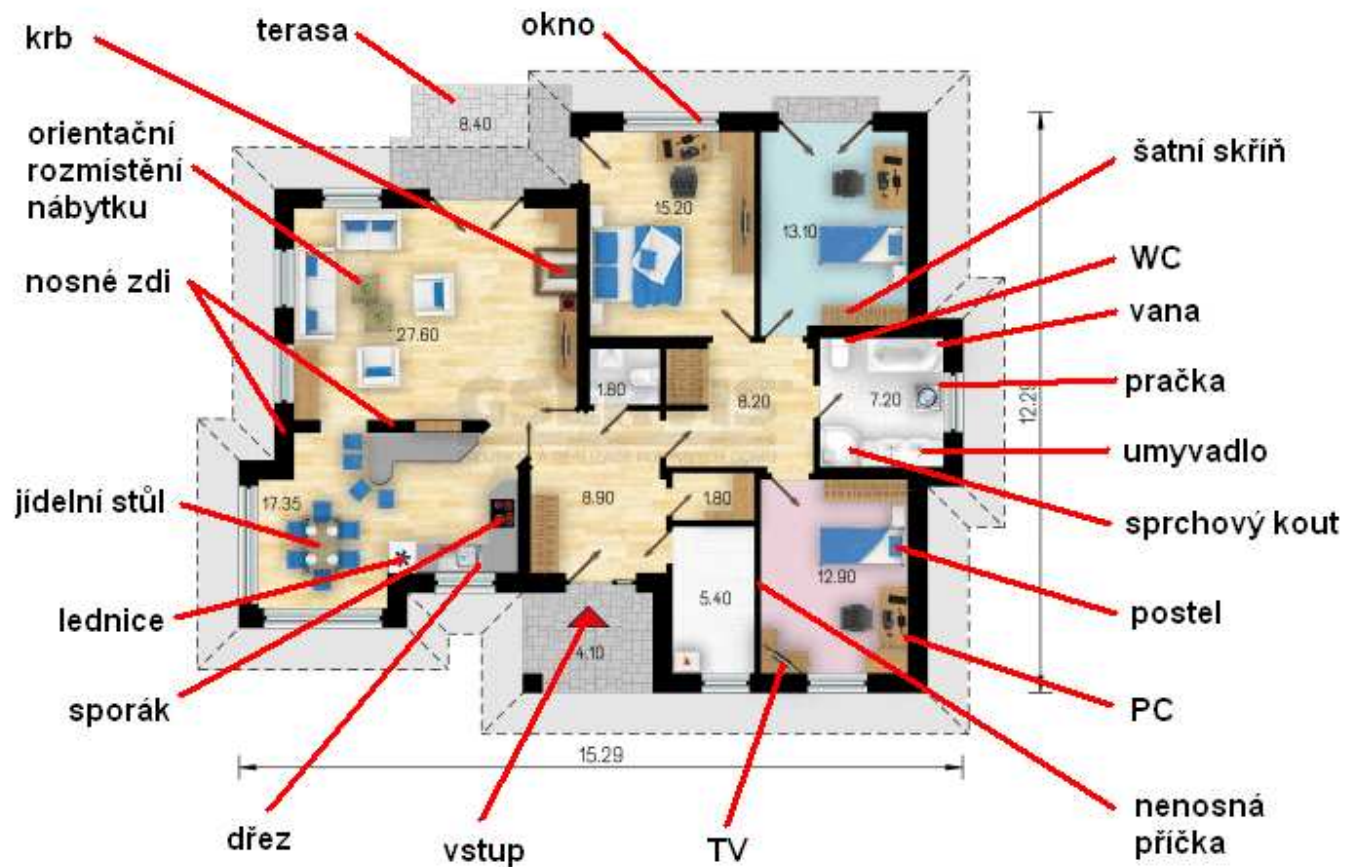 krb
terasa
okno
orientační
rozmístění
nábytku
nosné zdi
jídelní stůl
lednice
sporák
dřez
vstup
TV
šatní skříň
WC
vana
pračka
umyvadlo
sprchový kout
postel
PC
nenosná
příčka
8.40
15.20
13.10
27.60
1.80
8.20
7.20
17.35
8.90
1.80
12.90
5.40
4.10
12.29
15.29